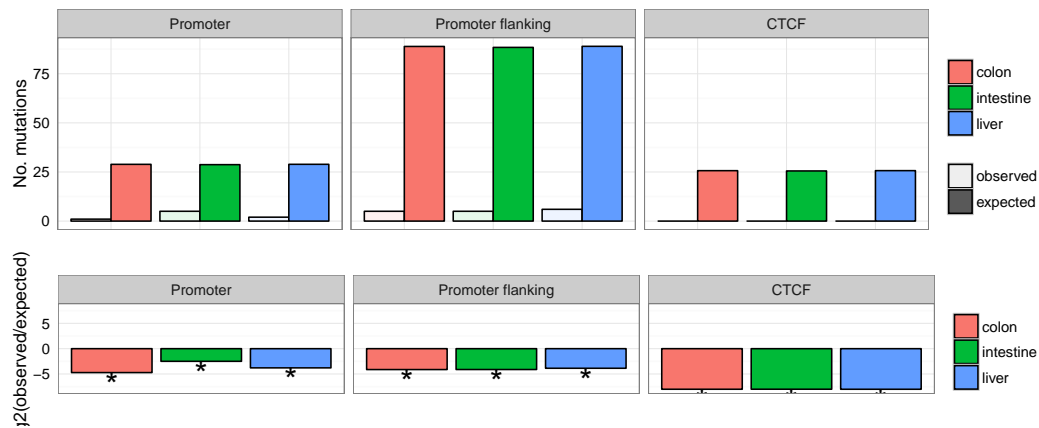 Promoter
Promoter flanking
CTCF
No. mutations
75
50
25
0
colon
intestine
liver
observed
expected
Promoter
Promoter flanking
CTCF
g2(observed/expected)
5
0
−5
* * *
* * *
* * *
colon
intestine
liver